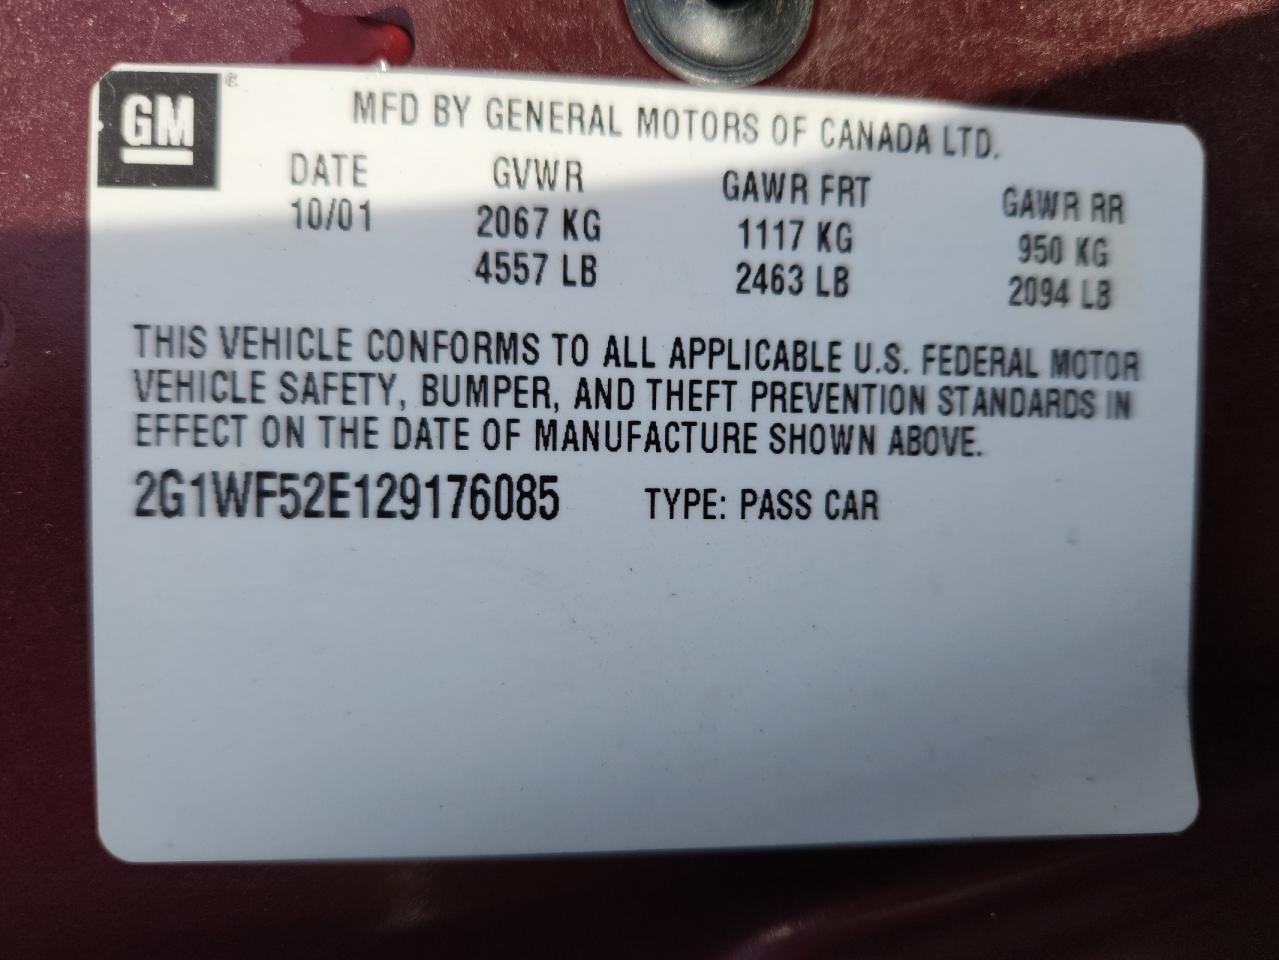 GM ®
MFD BY GENERAL MOTORS OF CANADA LTD.
DATE GVWR GAWR FRT GAWR RR
10/01 2067 KG 1117 KG 950 KG
4557 LB 2463 LB 2094 LB
THIS VEHICLE CONFORMS TO ALL APPLICABLE U.S. FEDERAL MOTOR
VEHICLE SAFETY, BUMPER, AND THEFT PREVENTION STANDARDS IN
EFFECT ON THE DATE OF MANUFACTURE SHOWN ABOVE.
2G1WF52E129176085 TYPE: PASS CAR